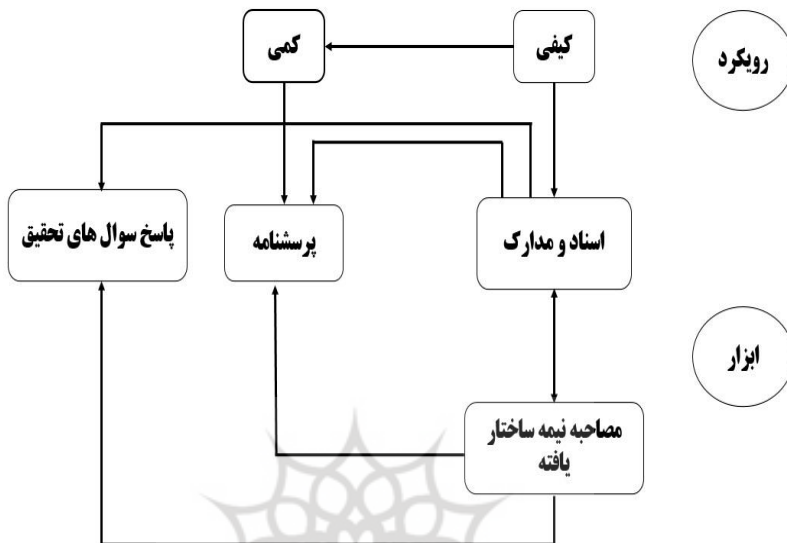 رویکرد
کیفی
کمی
اسناد و مدارک
پرسشنامه
پاسخ سوال های تحقیق
ابزار
مصاحبه نیمه ساختار
یافته